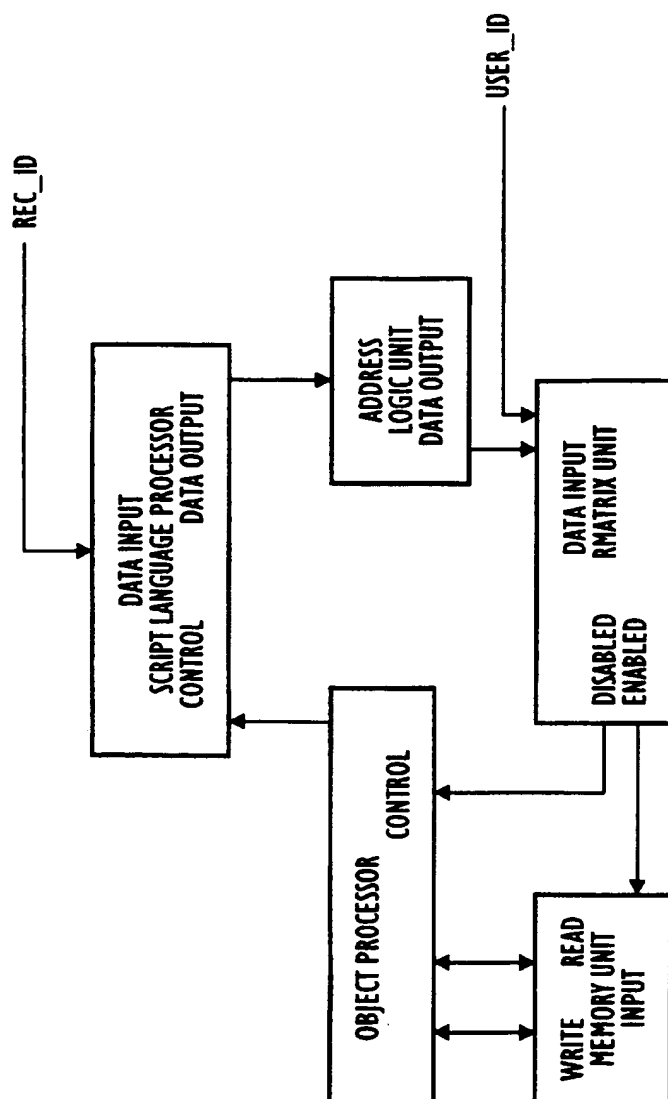 REC_ID
DATA INPUT
SCRIPT LANGUAGE PROCESSOR
CONTROL DATA OUTPUT
ADDRESS
LOGIC UNIT
DATA OUTPUT
USER_ID
OBJECT PROCESSOR
CONTROL
DATA INPUT
RMATRIX UNIT
DISABLED
ENABLED
WRITE READ
MEMORY UNIT
INPUT